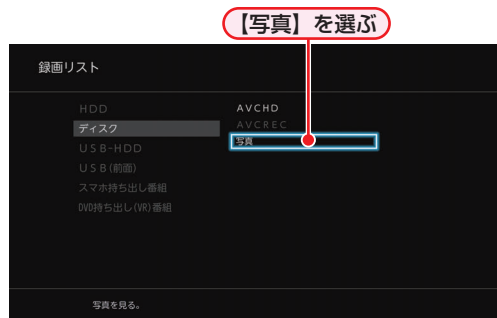 【写真】を選ぶ
録画リスト
HDD
ディスク
USB-HDD
USB(前面)
スマホ持ち出し番組
DVD持ち出し(VR)番組
AVCHD
AVCREC
写真
写真を見る。